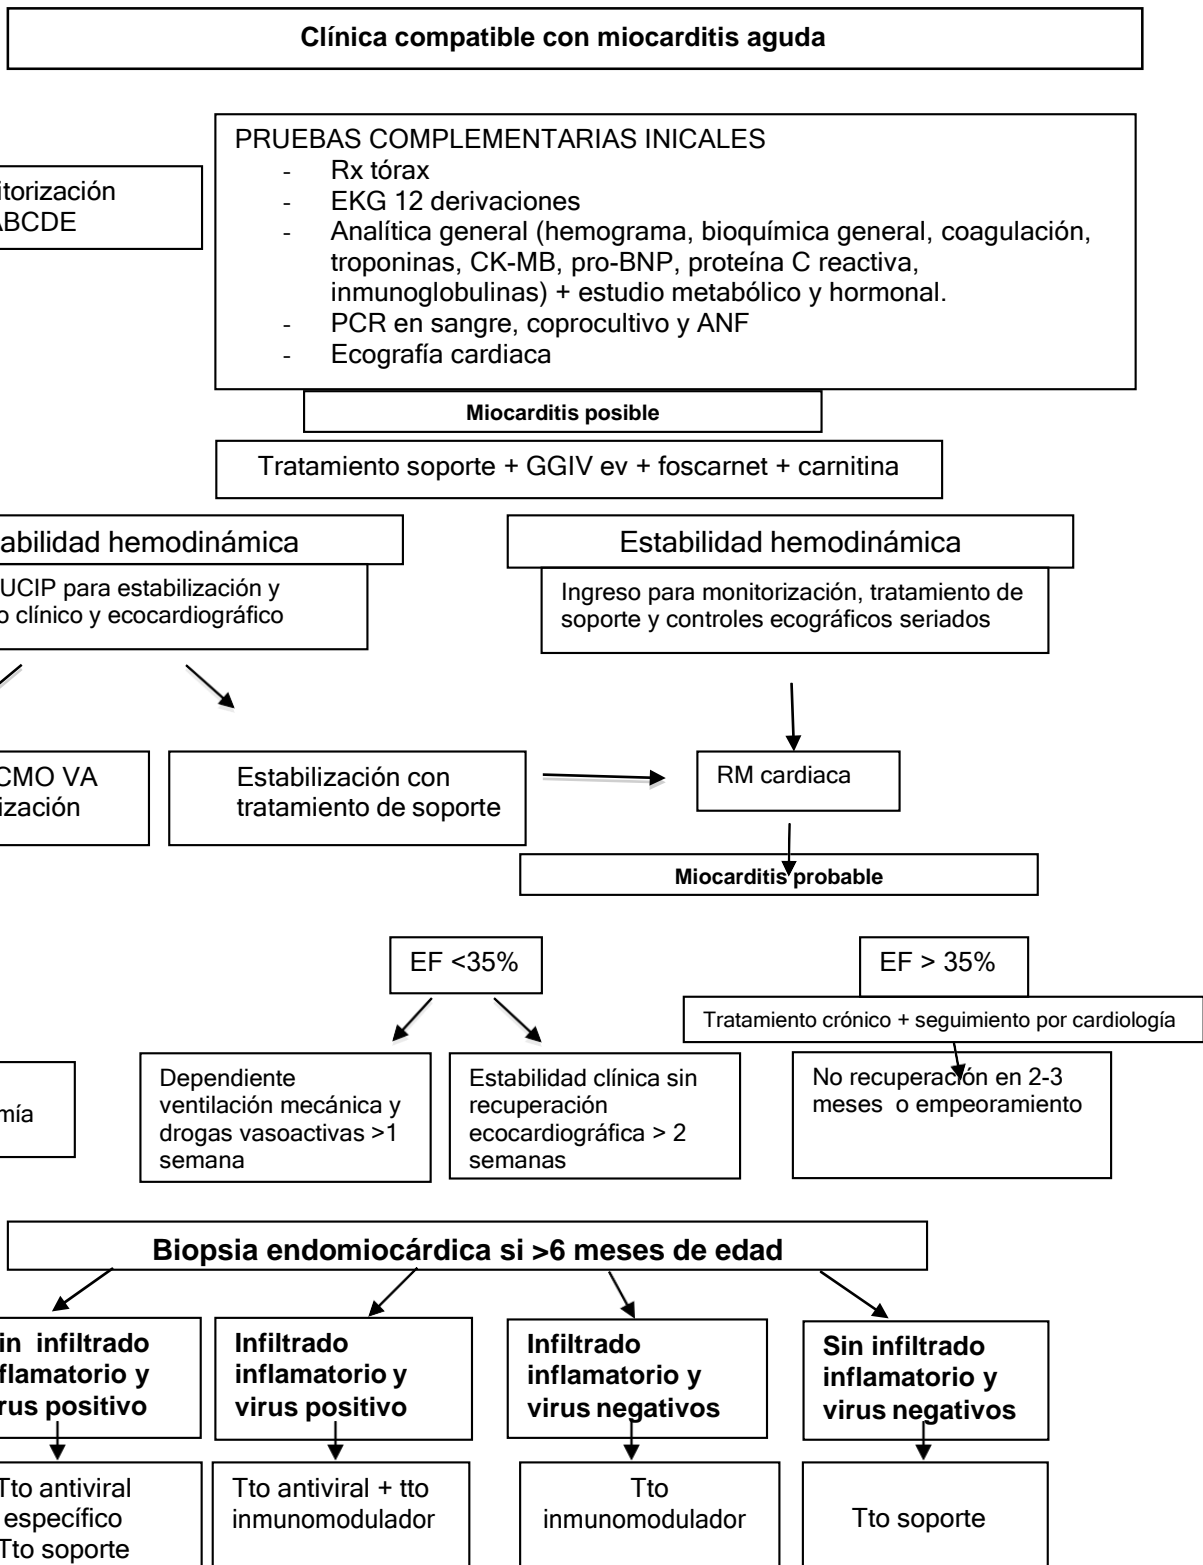 Clínica compatible con miocarditis aguda
PRUEBAS COMPLEMENTARIAS INICALES
- Rx tórax
- EKG 12 derivaciones
- Analítica general (hemograma, bioquímica general, coagulación,
troponinas, CK-MB, pro-BNP, proteína C reactiva,
inmunoglobulinas) + estudio metabólico y hormonal.
- PCR en sangre, coprocultivo y ANF
- Ecografía cardiaca
itorización
ABCDE
Miocarditis posible
Tratamiento soporte + GGIV ev + foscarnet + carnitina
abilidad hemodinámica
UCIP para estabilización y
o clínico y ecocardiográfico
Estabilidad hemodinámica
Ingreso para monitorización, tratamiento de
soporte y controles ecográficos seriados
CMO VA
ización
Estabilización con
tratamiento de soporte
RM cardiaca
Miocarditis probable
EF <35%
EF > 35%
Tratamiento crónico + seguimiento por cardiología
mía
Dependiente
ventilación mecánica y
drogas vasoactivas >1
semana
Estabilidad clínica sin
recuperación
ecocardiográfica > 2
semanas
No recuperación en 2-3
meses o empeoramiento
Biopsia endomiocárdica si >6 meses de edad
in infiltrado
flamatorio y
rus positivo
Infiltrado
inflamatorio y
virus positivo
Infiltrado
inflamatorio y
virus negativos
Sin infiltrado
inflamatorio y
virus negativos
Tto antiviral
específico
Tto soporte
Tto antiviral + tto
inmunomodulador
Tto
inmunomodulador
Tto soporte